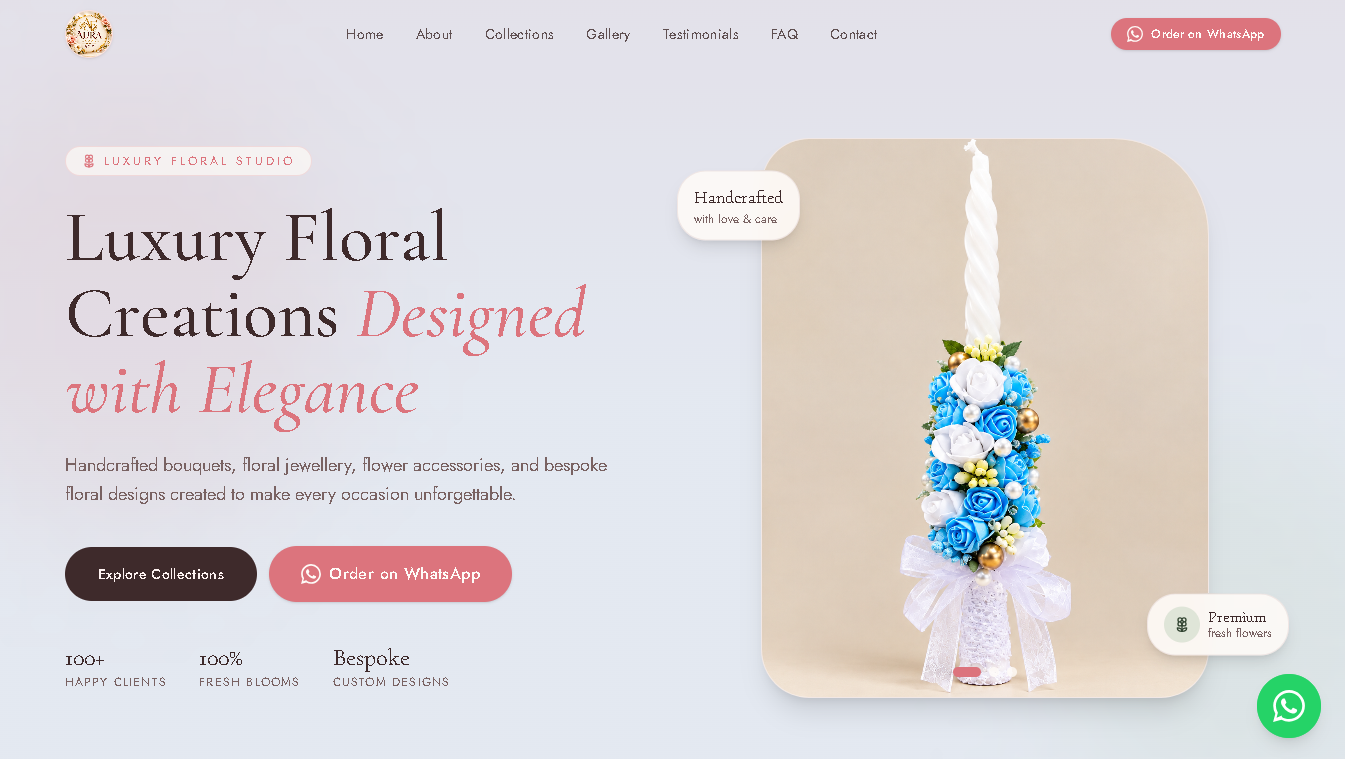 AURA
Home About Collections Gallery Testimonials FAQ Contact
Order on WhatsApp
LUXURY FLORAL STUDIO
Luxury Floral
Creations Designed
with Elegance
Handcrafted bouquets, floral jewellery, flower accessories, and bespoke
floral designs created to make every occasion unforgettable.
Explore Collections
Order on WhatsApp
100+
HAPPY CLIENTS
100%
FRESH BLOOMS
Bespoke
CUSTOM DESIGNS
Handcrafted
with love & care
Premium
fresh flowers